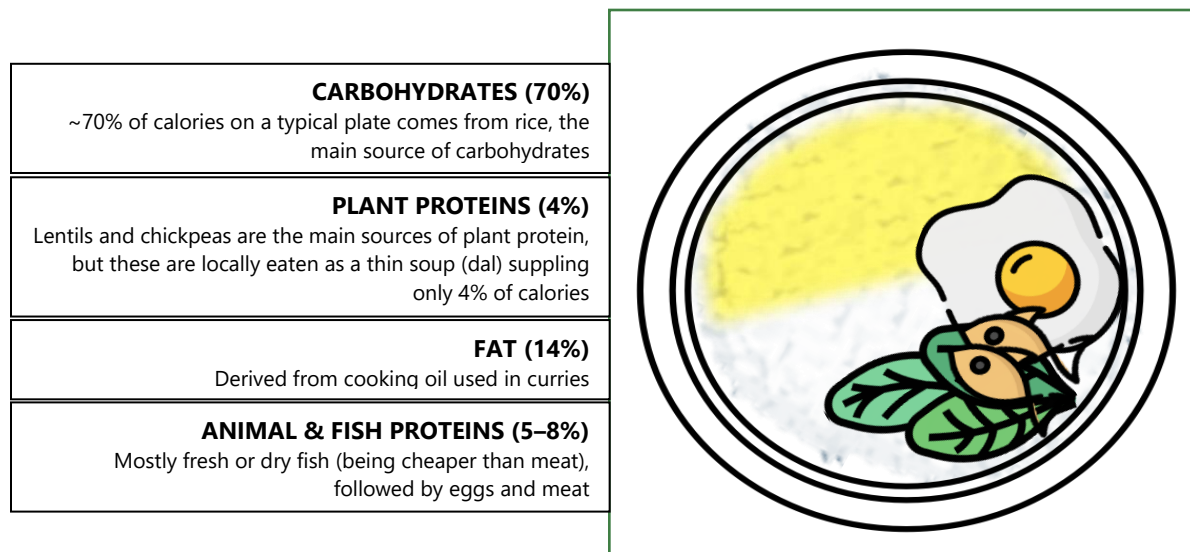 CARBOHYDRATES (70%)
~70% of calories on a typical plate comes from rice, the
main source of carbohydrates
PLANT PROTEINS (4%)
Lentils and chickpeas are the main sources of plant protein,
but these are locally eaten as a thin soup (dal) suppling
only 4% of calories
FAT (14%)
Derived from cooking oil used in curries
ANIMAL & FISH PROTEINS (5–8%)
Mostly fresh or dry fish (being cheaper than meat),
followed by eggs and meat